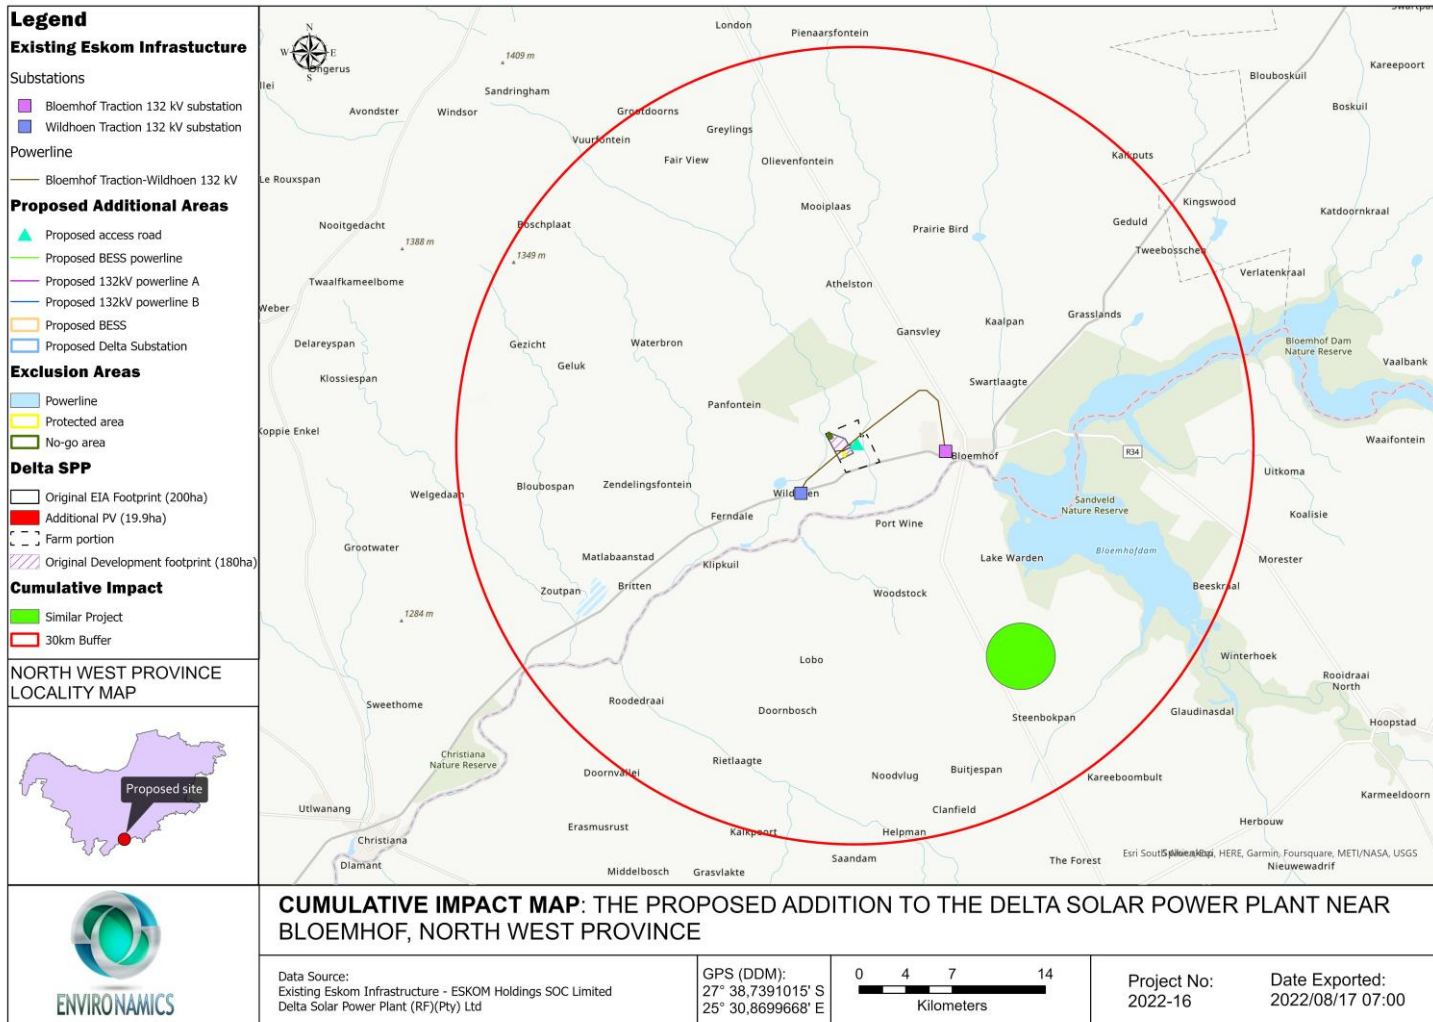 Legend
Existing Eskom Infrastucture
Substations
Bloemhof Traction 132 kV substation
Wildhoen Traction 132 kV substation
Powerline
Bloemhof Traction-Wildhoen 132 kV
Proposed Additional Areas
Proposed access road
Proposed BESS powerline
Proposed 132kV powerline A
Proposed 132kV powerline B
Proposed BESS
Proposed Delta Substation
Exclusion Areas
Powerline
Protected area
No-go area
Delta SPP
Original EIA Footprint (200ha)
Additional PV (19.9ha)
Farm portion
Original Development footprint (180ha)
Cumulative Impact
Similar Project
30km Buffer
NORTH WEST PROVINCE
LOCALITY MAP
Proposed site
ENVIRONAMICS
N
W E
S
London
Pienaarsfontein
1409 m
Ongerus
Blouboskuil
Kareepoort
Sandringham
Avondster
Windsor
Grootdoorns
Boskuil
Greylings
Vuurfontein
Fair View
Olievenfontein
Kalkputs
Le Rouxspan
Mooiplaas
Kingswood
Katdoornkraal
Nooitgedacht
Boschplaat
Prairie Bird
Geduld
1388 m
1349 m
Tweebosschen
Verlatenkraal
Twaalfkameelbome
Athelston
Weber
Kaalpan
Grasslands
Gansvley
Delareyspan
Gezicht
Waterbron
Bloemhof Dam
Nature Reserve
Vaalbank
Geluk
Klossiespan
Swartlaagte
Panfontein
Koppie Enkel
Waaifontein
Bloemhof
R34
Uitkoma
Welgedaan
Bloubospan
Zendelingsfontein
Sandveld
Nature Reserve
Ferndale
Port Wine
Koalisie
Grootwater
Matlabaanstad
Klipkuil
Lake Warden
Bloemhofdam
Morester
Zoutpan
Britten
Woodstock
Beeskraal
1284 m
Lobo
Winterhoek
Rooidraai
North
Sweethome
Roodedraai
Doornbosch
Steenbokpan
Glaudinasdal
Hoopstad
Christiana
Nature Reserve
Doornvallei
Rietlaagte
Noodvlug
Buitjespan
Kareeboombult
Karmeeldoorn
Utlwanang
Clanfield
Herbouw
Erasmusrust
Kalkpoort
Helpman
Christiana
Diamant
Saandam
The Forest
Nieuwewadrif
Middelbosch
Grasvlakte
HERE, Garmin, Foursquare, METI/NASA, USGS
CUMULATIVE IMPACT MAP: THE PROPOSED ADDITION TO THE DELTA SOLAR POWER PLANT NEAR
BLOEMHOF, NORTH WEST PROVINCE
Data Source:
Existing Eskom Infrastructure - ESKOM Holdings SOC Limited
Delta Solar Power Plant (RF)(Pty) Ltd
GPS (DDM):
27° 38,7391015' S
25° 30,8699668' E
0 4 7 14
Kilometers
Project No:
2022-16
Date Exported:
2022/08/17 07:00